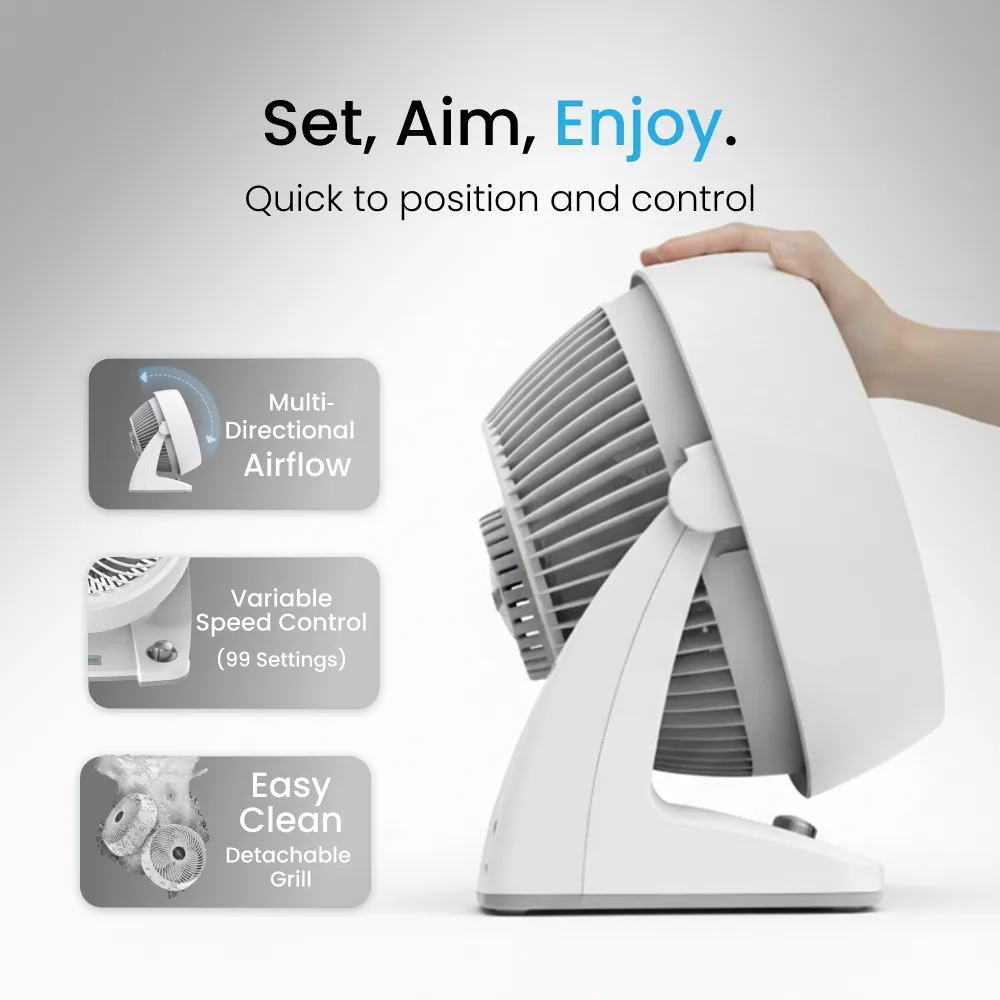 Set, Aim, Enjoy.
Quick to position and control
Multi-
Directional
Airflow
Variable
Speed Control
(99 Settings)
Easy
Clean
Detachable
Grill